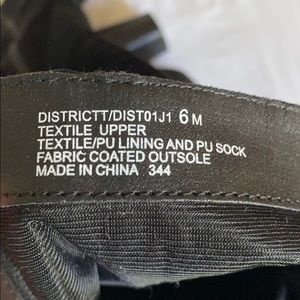 DISTRICTT/DIST01J1 6 M
TEXTILE UPPER
TEXTILE/PU LINING AND PU SOCK
FABRIC COATED OUTSOLE
MADE IN CHINA 344